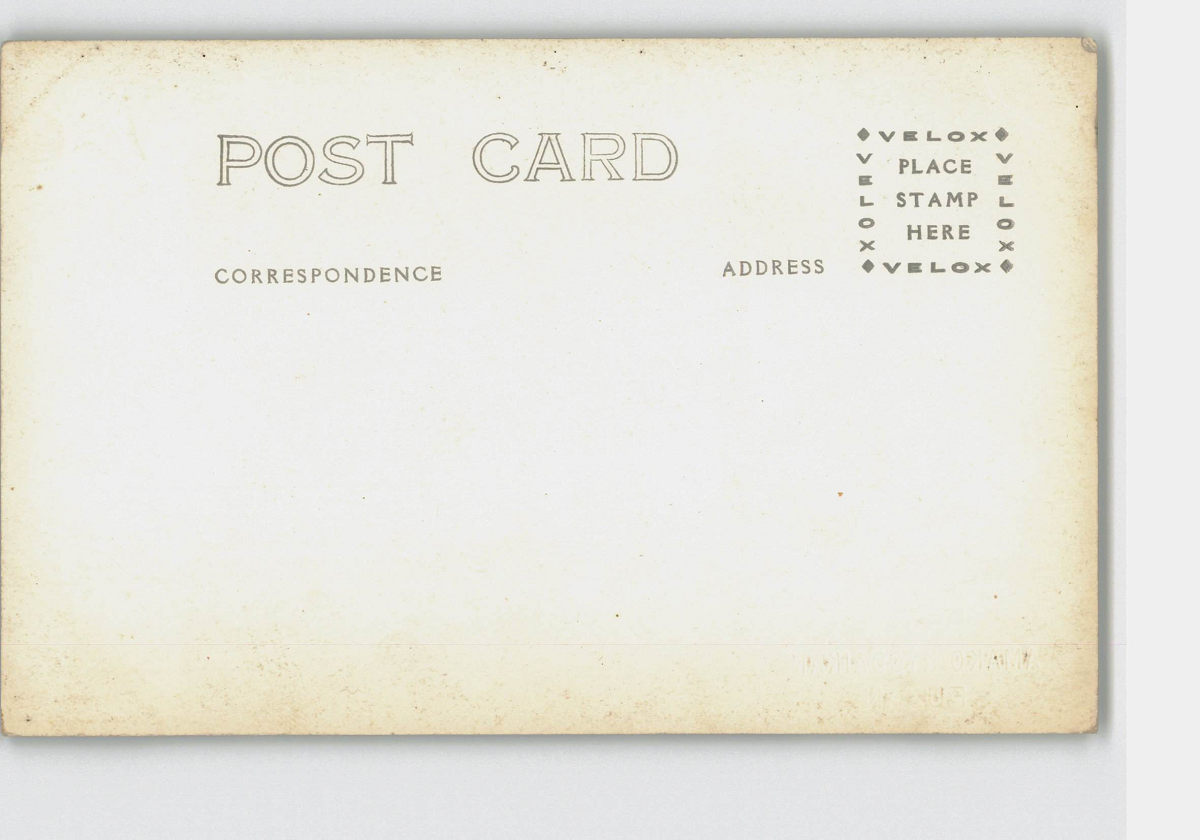 POST CARD
CORRESPONDENCE
ADDRESS
VELOX
VELOX
VELOX
PLACE
STAMP
HERE
VELOX